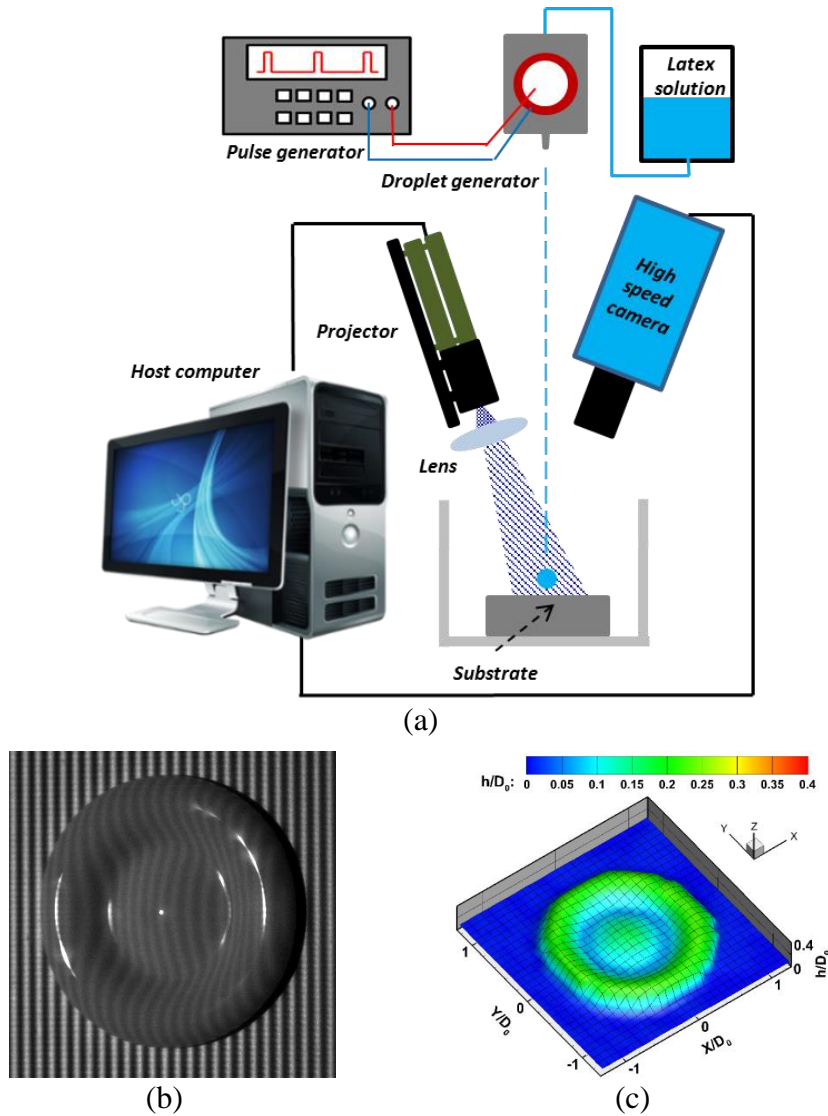 Latex
solution
Pulse generator
Droplet generator
High
speed
camera
Projector
Host computer
Lens
Substrate
(a)
h/D₀: 0 0.05 0.1 0.15 0.2 0.25 0.3 0.35 0.4
Z
Y
X
0.4
0
h/D₀
1
0
-1
Y/D₀
-1
0
1
X/D₀
(b)
(c)